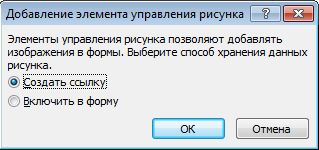 Добавление элемента управления рисунка
Элементы управления рисунка позволяют добавлять
изображения в формы. Выберите способ хранения данных
рисунка.
Создать ссылку
Включить в форму
ОК
Отмена